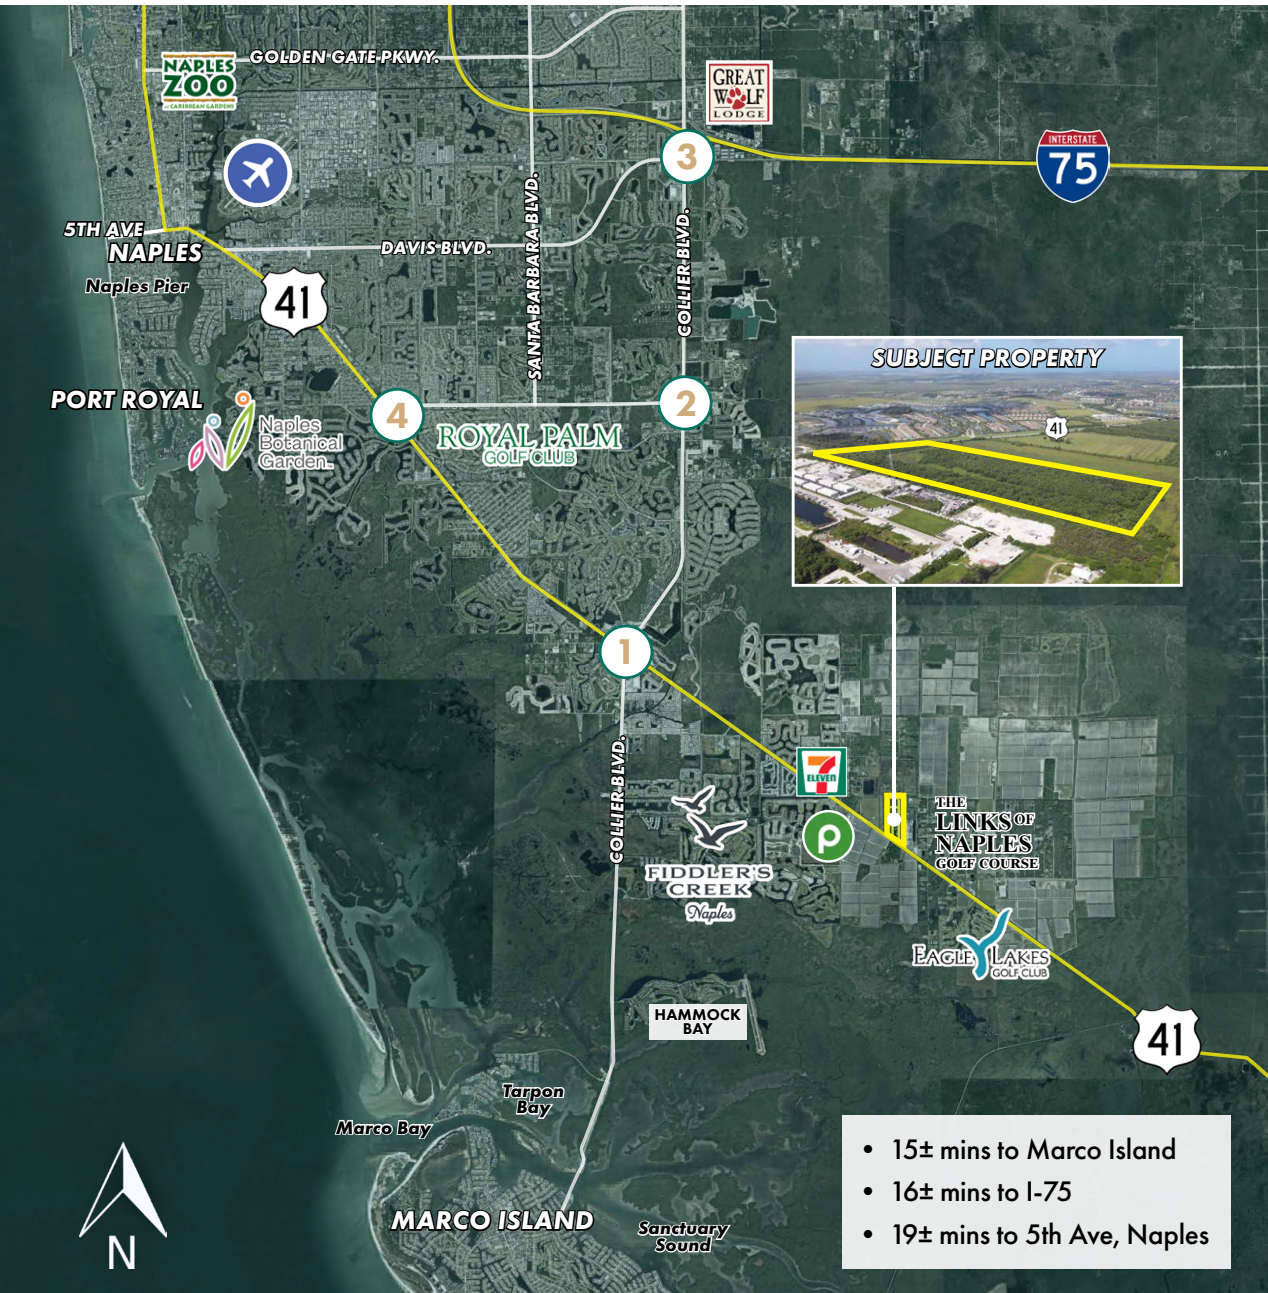 GOLDEN GATE PKWY.
NAPLES
ZOO
AT CARIBBEAN GARDENS
GREAT
WOLF
LODGE
3
INTERSTATE
75
5TH AVE
NAPLES
DAVIS BLVD.
SANTA BARBARA BLVD.
COLLIER BLVD.
Naples Pier
41
SUBJECT PROPERTY
41
PORT ROYAL
Naples
Botanical
Garden
4
2
ROYAL PALM
GOLF CLUB
1
COLLIER BLVD.
7
ELEVEN
P
THE
LINKS OF
NAPLES
GOLF COURSE
FIDDLER'S
CREEK
Naples
EAGLE LAKES
GOLF CLUB
HAMMOCK
BAY
41
Tarpon
Bay
Marco Bay
MARCO ISLAND
Sanctuary
Sound
N
• 15± mins to Marco Island
• 16± mins to I-75
• 19± mins to 5th Ave, Naples